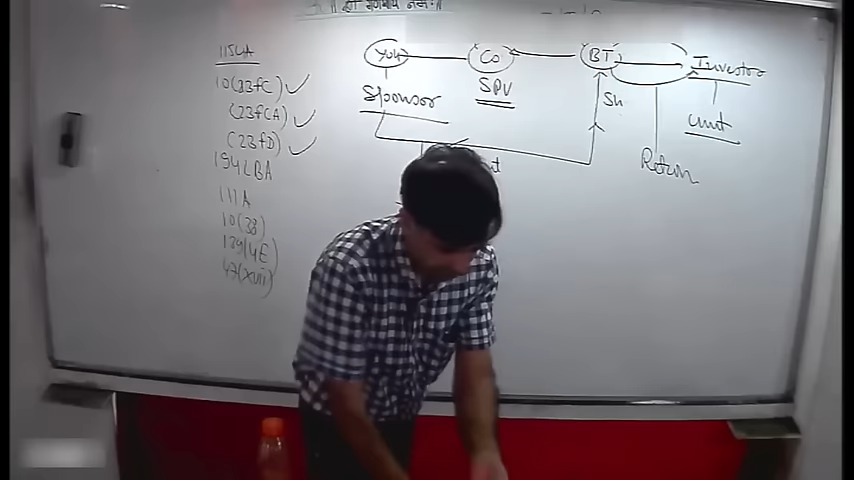 115UA
10(23fC) ✓
(23fCA) ✓
(23fD) ✓
194LBA
111A
10(38)
139(4E)
47(xvii)
You
Co
BT
Investor
Sponsor
SPV
Sh
unit
Return